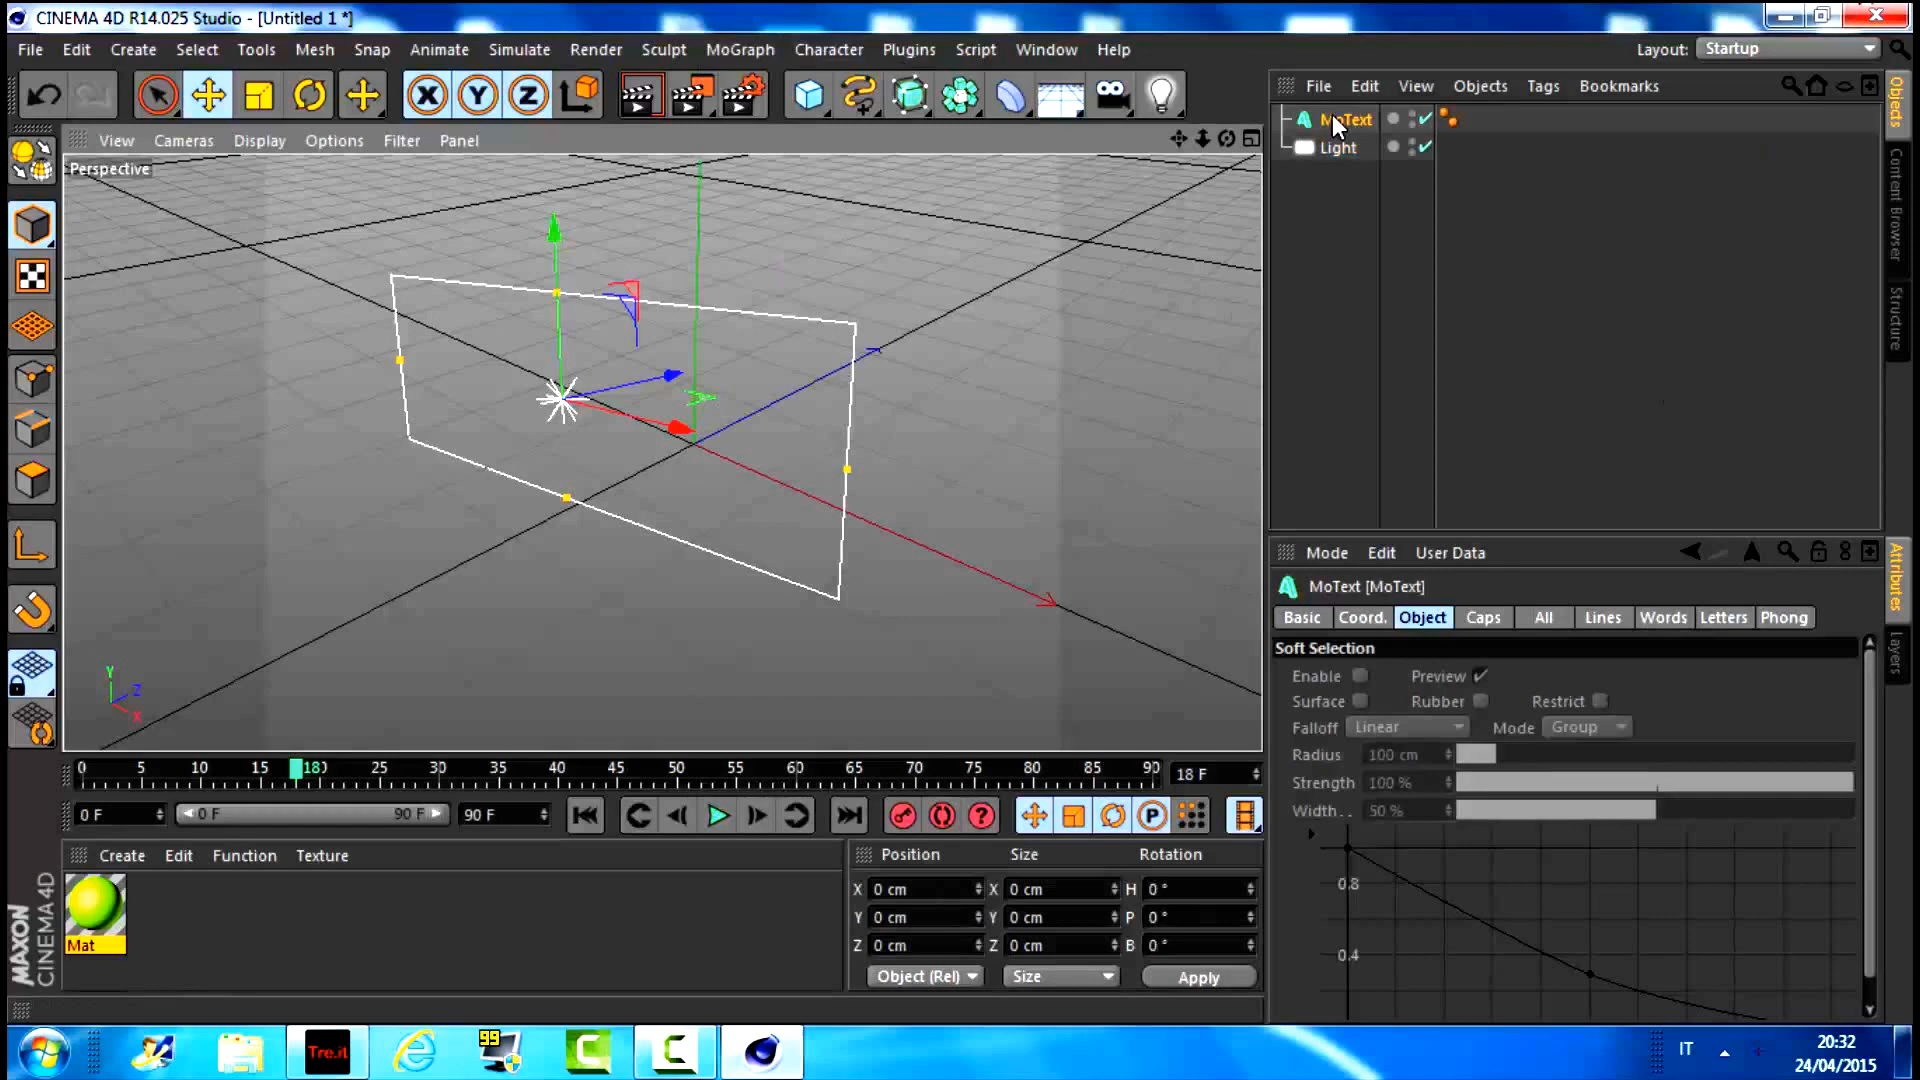 CINEMA 4D R14.025 Studio - [Untitled 1 *]
File Edit Create Select Tools Mesh Snap Animate Simulate Render Sculpt MoGraph Character Plugins Script Window Help
Layout: Startup
View Cameras Display Options Filter Panel
Perspective
X Y Z
Y Z X
File Edit View Objects Tags Bookmarks
MoText
Light
Objects
Content Browser
Structure
Mode Edit User Data
MoText [MoText]
Basic Coord. Object Caps All Lines Words Letters Phong
Soft Selection
Enable Preview
Surface Rubber Restrict
Falloff Linear Mode Group
Radius 100 cm
Strength 100 %
Width.. 50 %
0.8
0.4
Attributes
Layers
0 5 10 15 18 25 30 35 40 45 50 55 60 65 70 75 80 85 90
18 F
0 F 0 F 90 F 90 F
Create Edit Function Texture
Mat
MAXON
CINEMA 4D
Position Size Rotation
X 0 cm X 0 cm H 0 °
Y 0 cm Y 0 cm P 0 °
Z 0 cm Z 0 cm B 0 °
Object (Rel) Size Apply
Tre.it
99
IT
20:32
24/04/2015